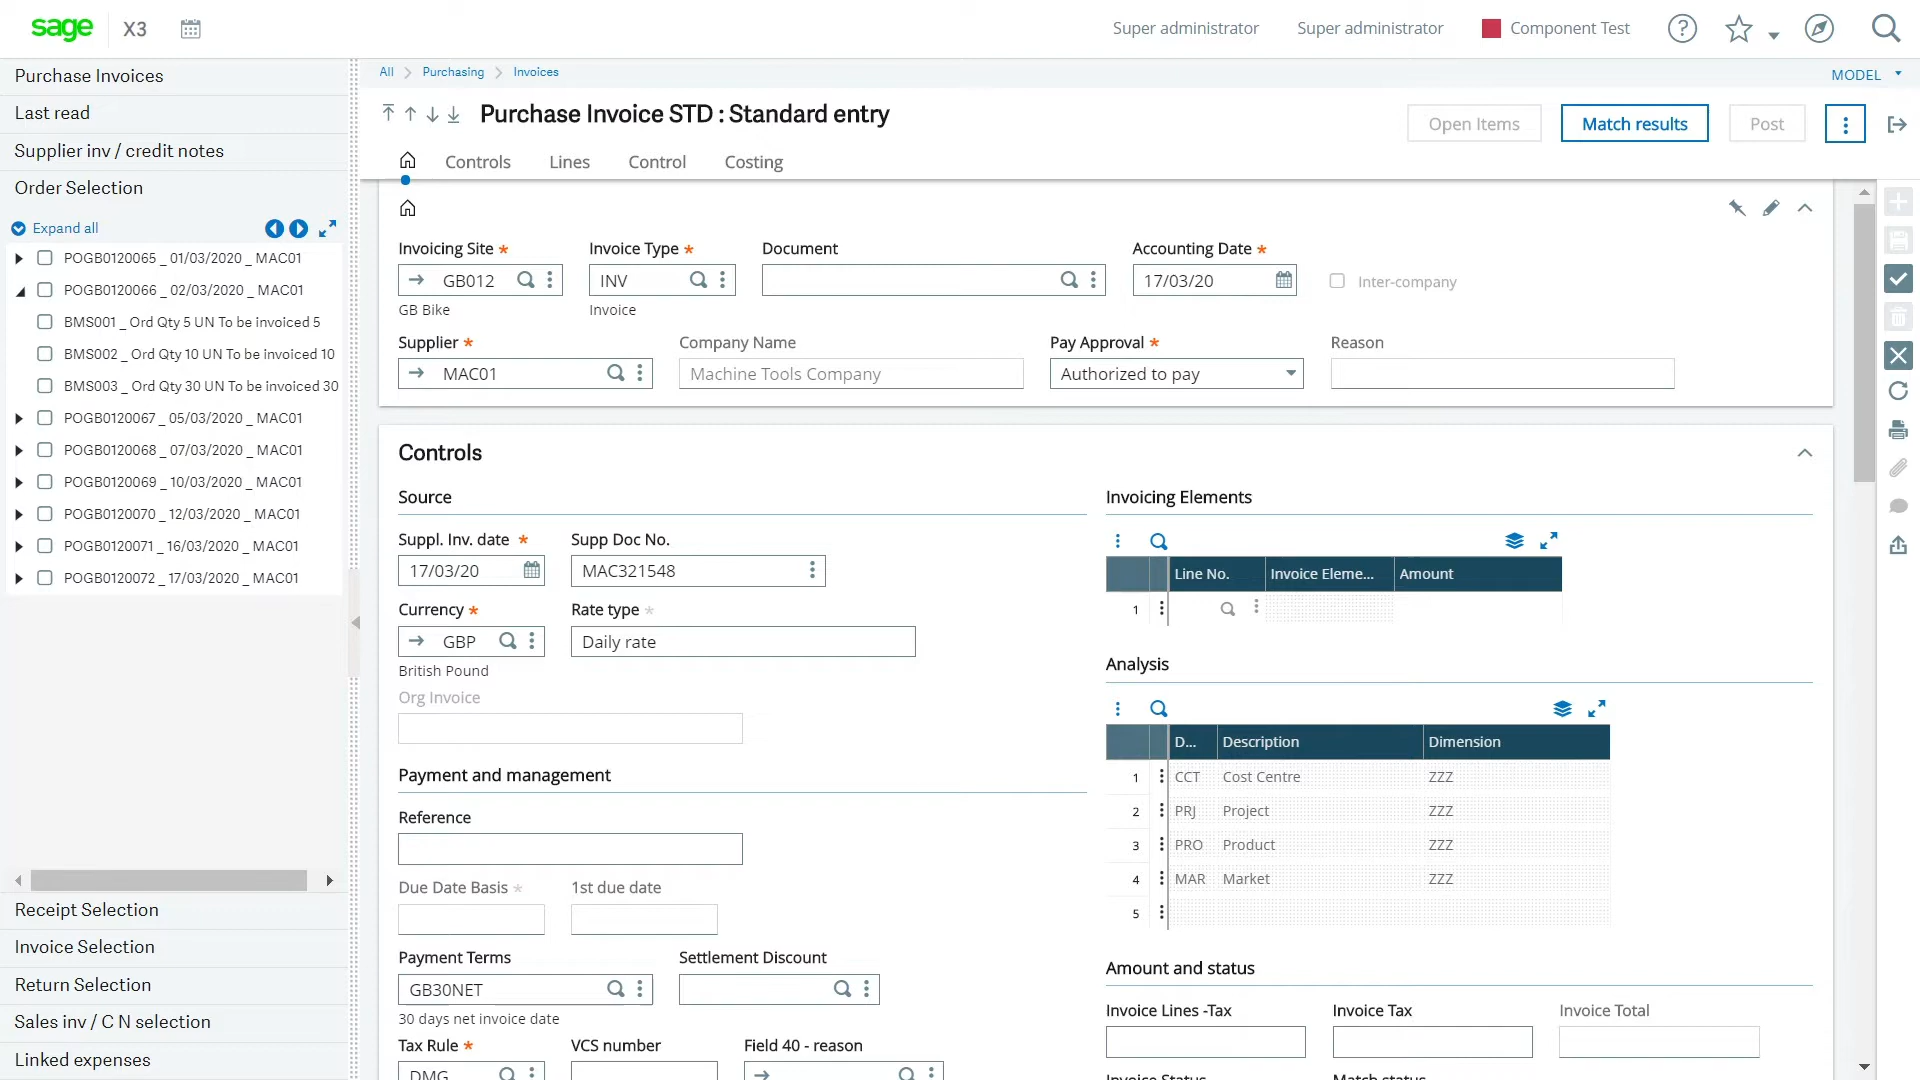 sage X3 Super administrator Super administrator Component Test
Purchase Invoices
Last read
Supplier inv / credit notes
Order Selection
Expand all
POGB0120065 _ 01/03/2020 _ MAC01
POGB0120066 _ 02/03/2020 _ MAC01
BMS001 _ Ord Qty 5 UN To be invoiced 5
BMS002 _ Ord Qty 10 UN To be invoiced 10
BMS003 _ Ord Qty 30 UN To be invoiced 30
POGB0120067 _ 05/03/2020 _ MAC01
POGB0120068 _ 07/03/2020 _ MAC01
POGB0120069 _ 10/03/2020 _ MAC01
POGB0120070 _ 12/03/2020 _ MAC01
POGB0120071 _ 16/03/2020 _ MAC01
POGB0120072 _ 17/03/2020 _ MAC01
Receipt Selection
Invoice Selection
Return Selection
Sales inv / C N selection
Linked expenses
All Purchasing Invoices
MODEL
Purchase Invoice STD : Standard entry
Open Items Match results Post
Controls Lines Control Costing
Invoicing Site * Invoice Type * Document Accounting Date *
GB012 INV 17/03/20 Inter-company
GB Bike Invoice
Supplier * Company Name Pay Approval * Reason
MAC01 Machine Tools Company Authorized to pay
Controls
Source
Suppl. Inv. date * Supp Doc No.
17/03/20 MAC321548
Currency * Rate type *
GBP Daily rate
British Pound
Org Invoice
Payment and management
Reference
Due Date Basis * 1st due date
Payment Terms Settlement Discount
GB30NET
30 days net invoice date
Tax Rule * VCS number Field 40 - reason
DMG
Invoicing Elements
Line No. Invoice Eleme... Amount
1
Analysis
D... Description Dimension
1 CCT Cost Centre ZZZ
2 PRJ Project ZZZ
3 PRO Product ZZZ
4 MAR Market ZZZ
5
Amount and status
Invoice Lines -Tax Invoice Tax Invoice Total
Invoice Status Match status